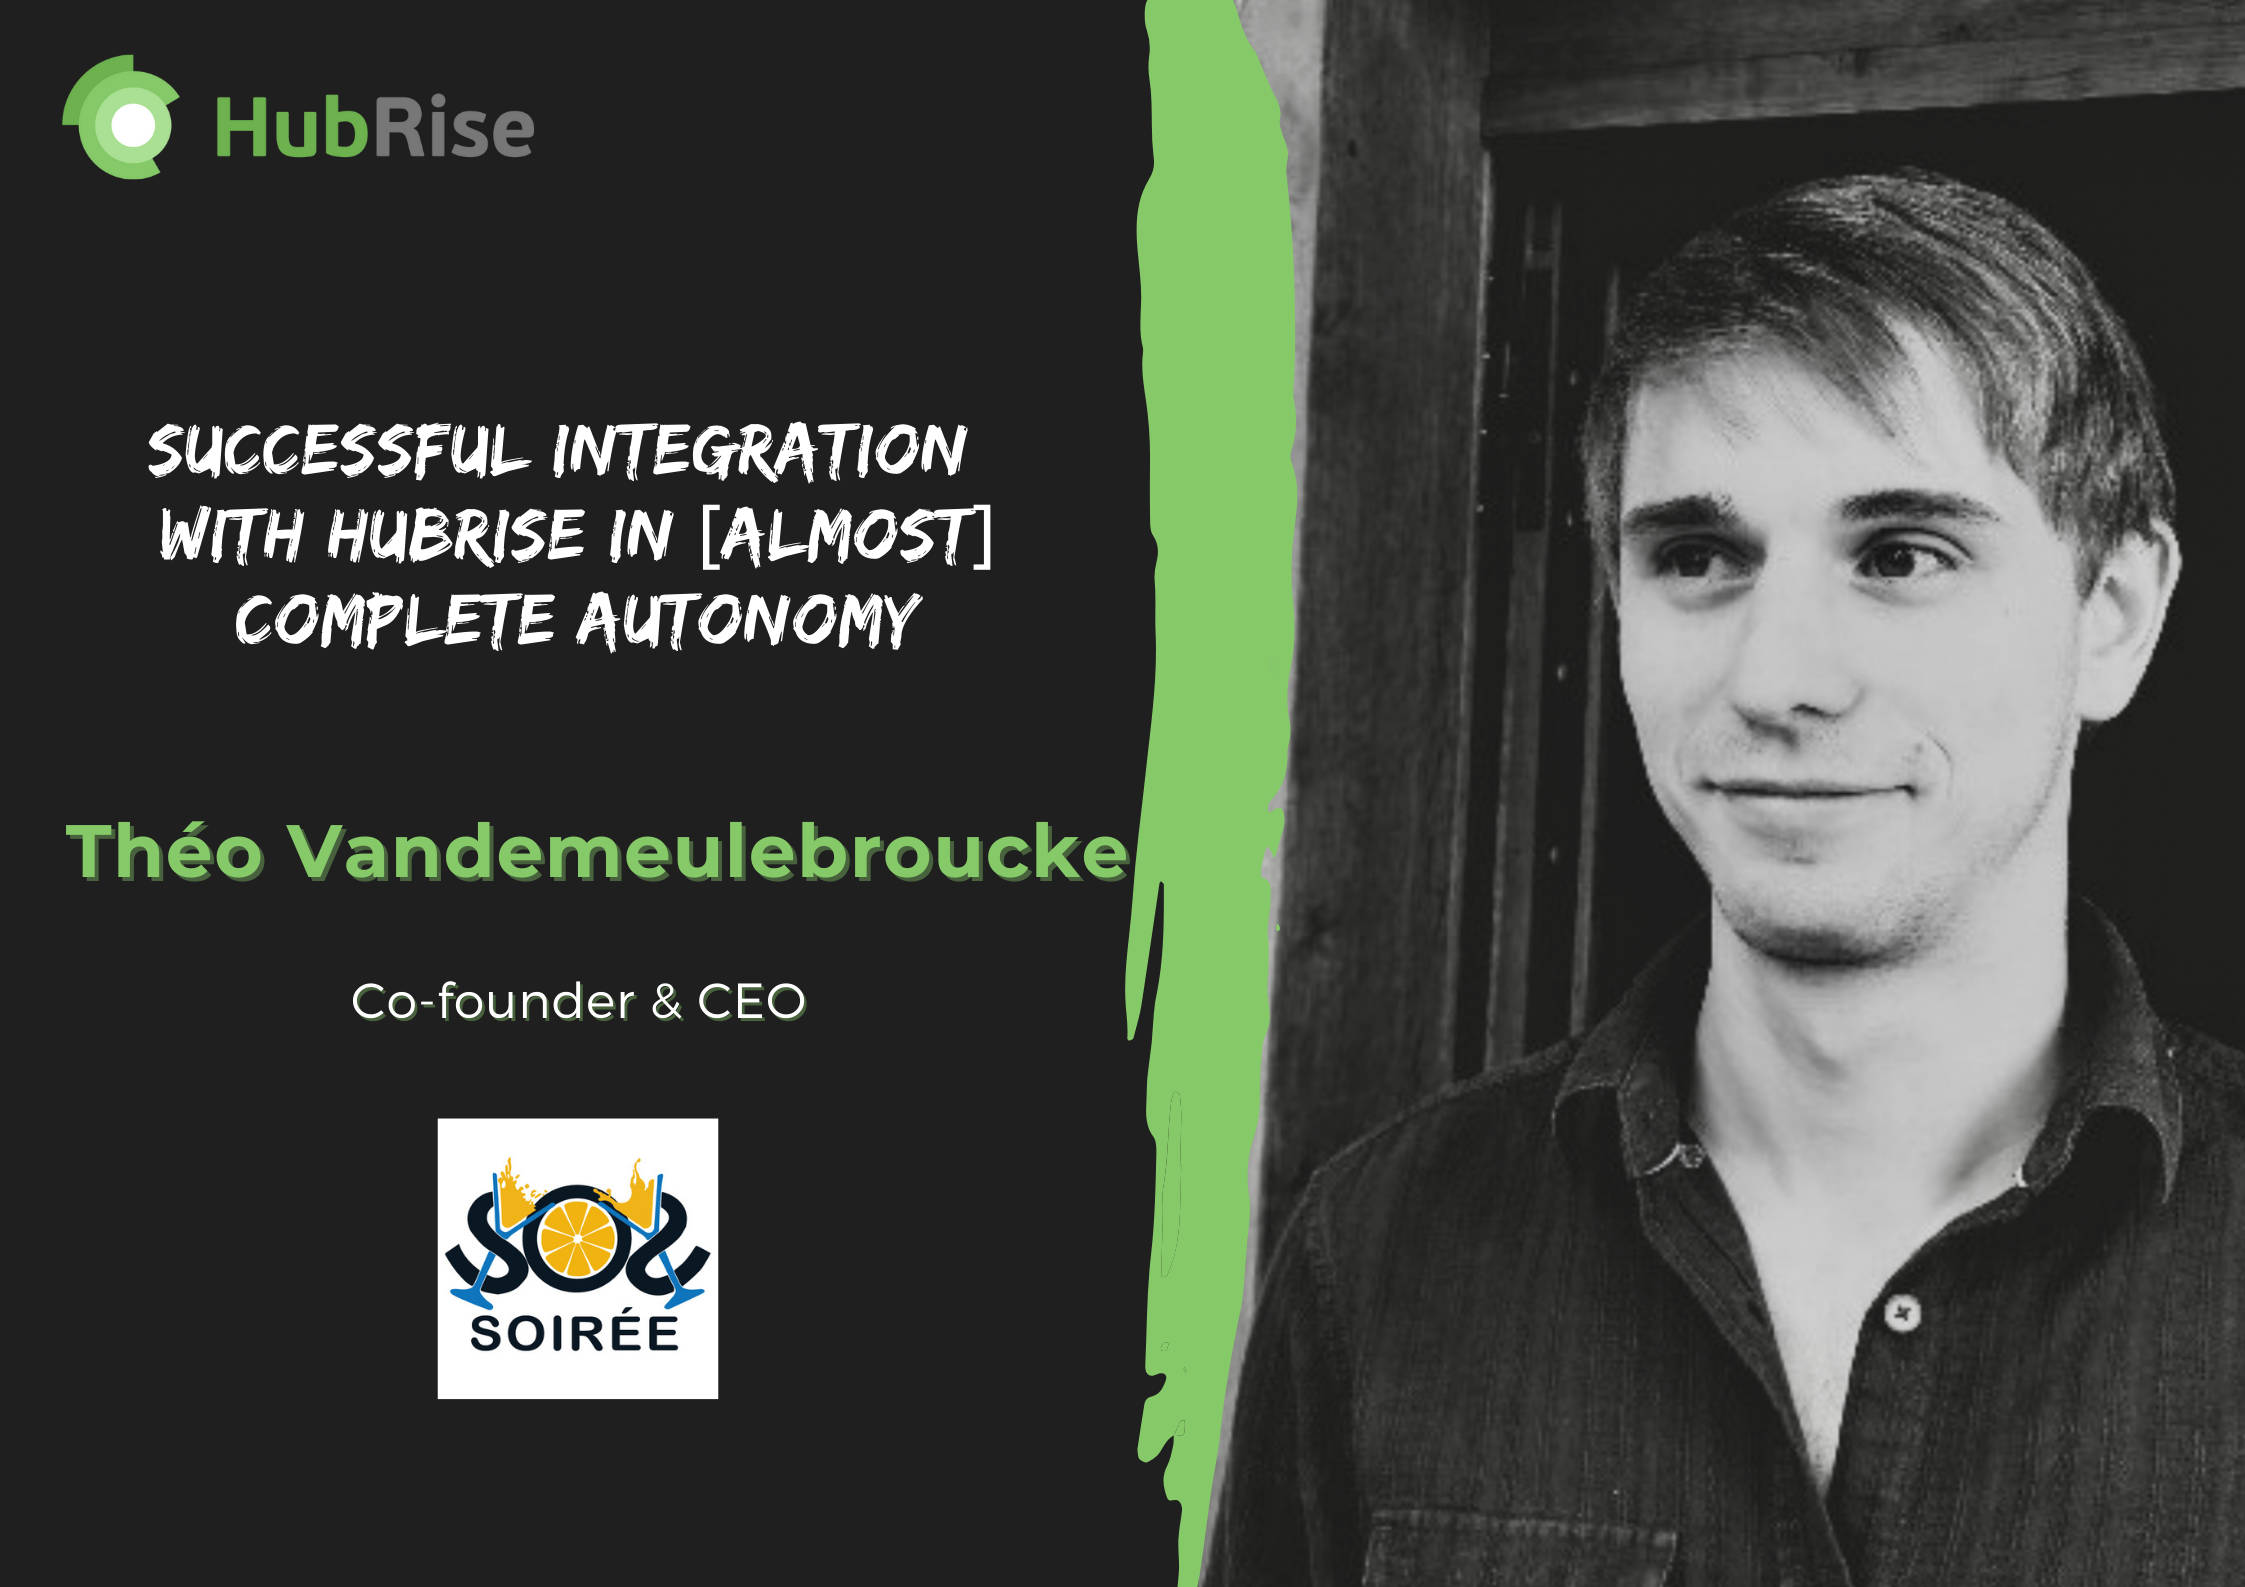 HubRise
SUCCESSFUL INTEGRATION
WITH HUBRISE IN [ALMOST]
COMPLETE AUTONOMY
Théo Vandemeulebroucke
Co-founder & CEO
SOS
SOIRÉE